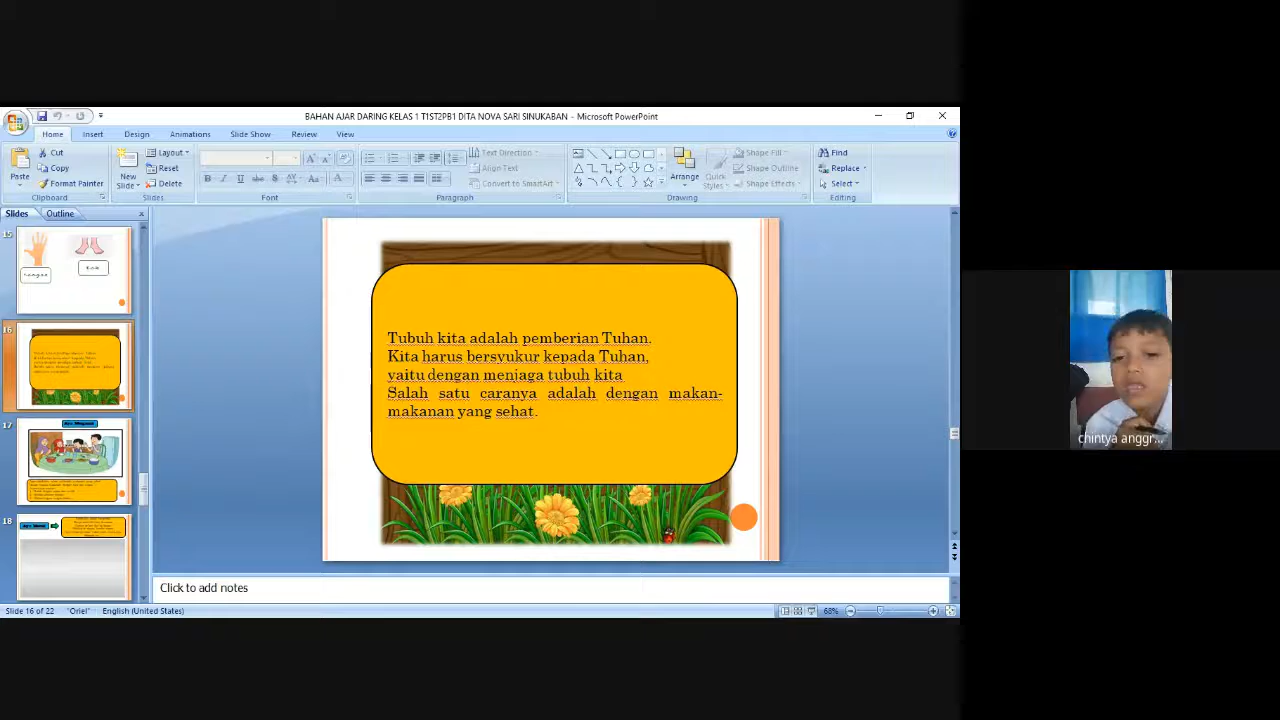 BAHAN AJAR DARING KELAS 1 T1ST2PB1 DITA NOVA SARI SINUKABAN - Microsoft PowerPoint
Home Insert Design Animations Slide Show Review View
Paste
Cut
Copy
Format Painter
Clipboard
New Slide
Layout
Reset
Delete
Slides
Font
Text Direction
Align Text
Convert to SmartArt
Paragraph
Arrange
Quick Styles
Shape Fill
Shape Outline
Shape Effects
Drawing
Find
Replace
Select
Editing
Slides Outline
15
16
17
18
Tubuh kita adalah pemberian Tuhan.
Kita harus bersyukur kepada Tuhan,
yaitu dengan menjaga tubuh kita
Salah satu caranya adalah dengan makan-
makanan yang sehat.
chintya anggr...
Click to add notes
Slide 16 of 22 "Oriel" English (United States) 68%